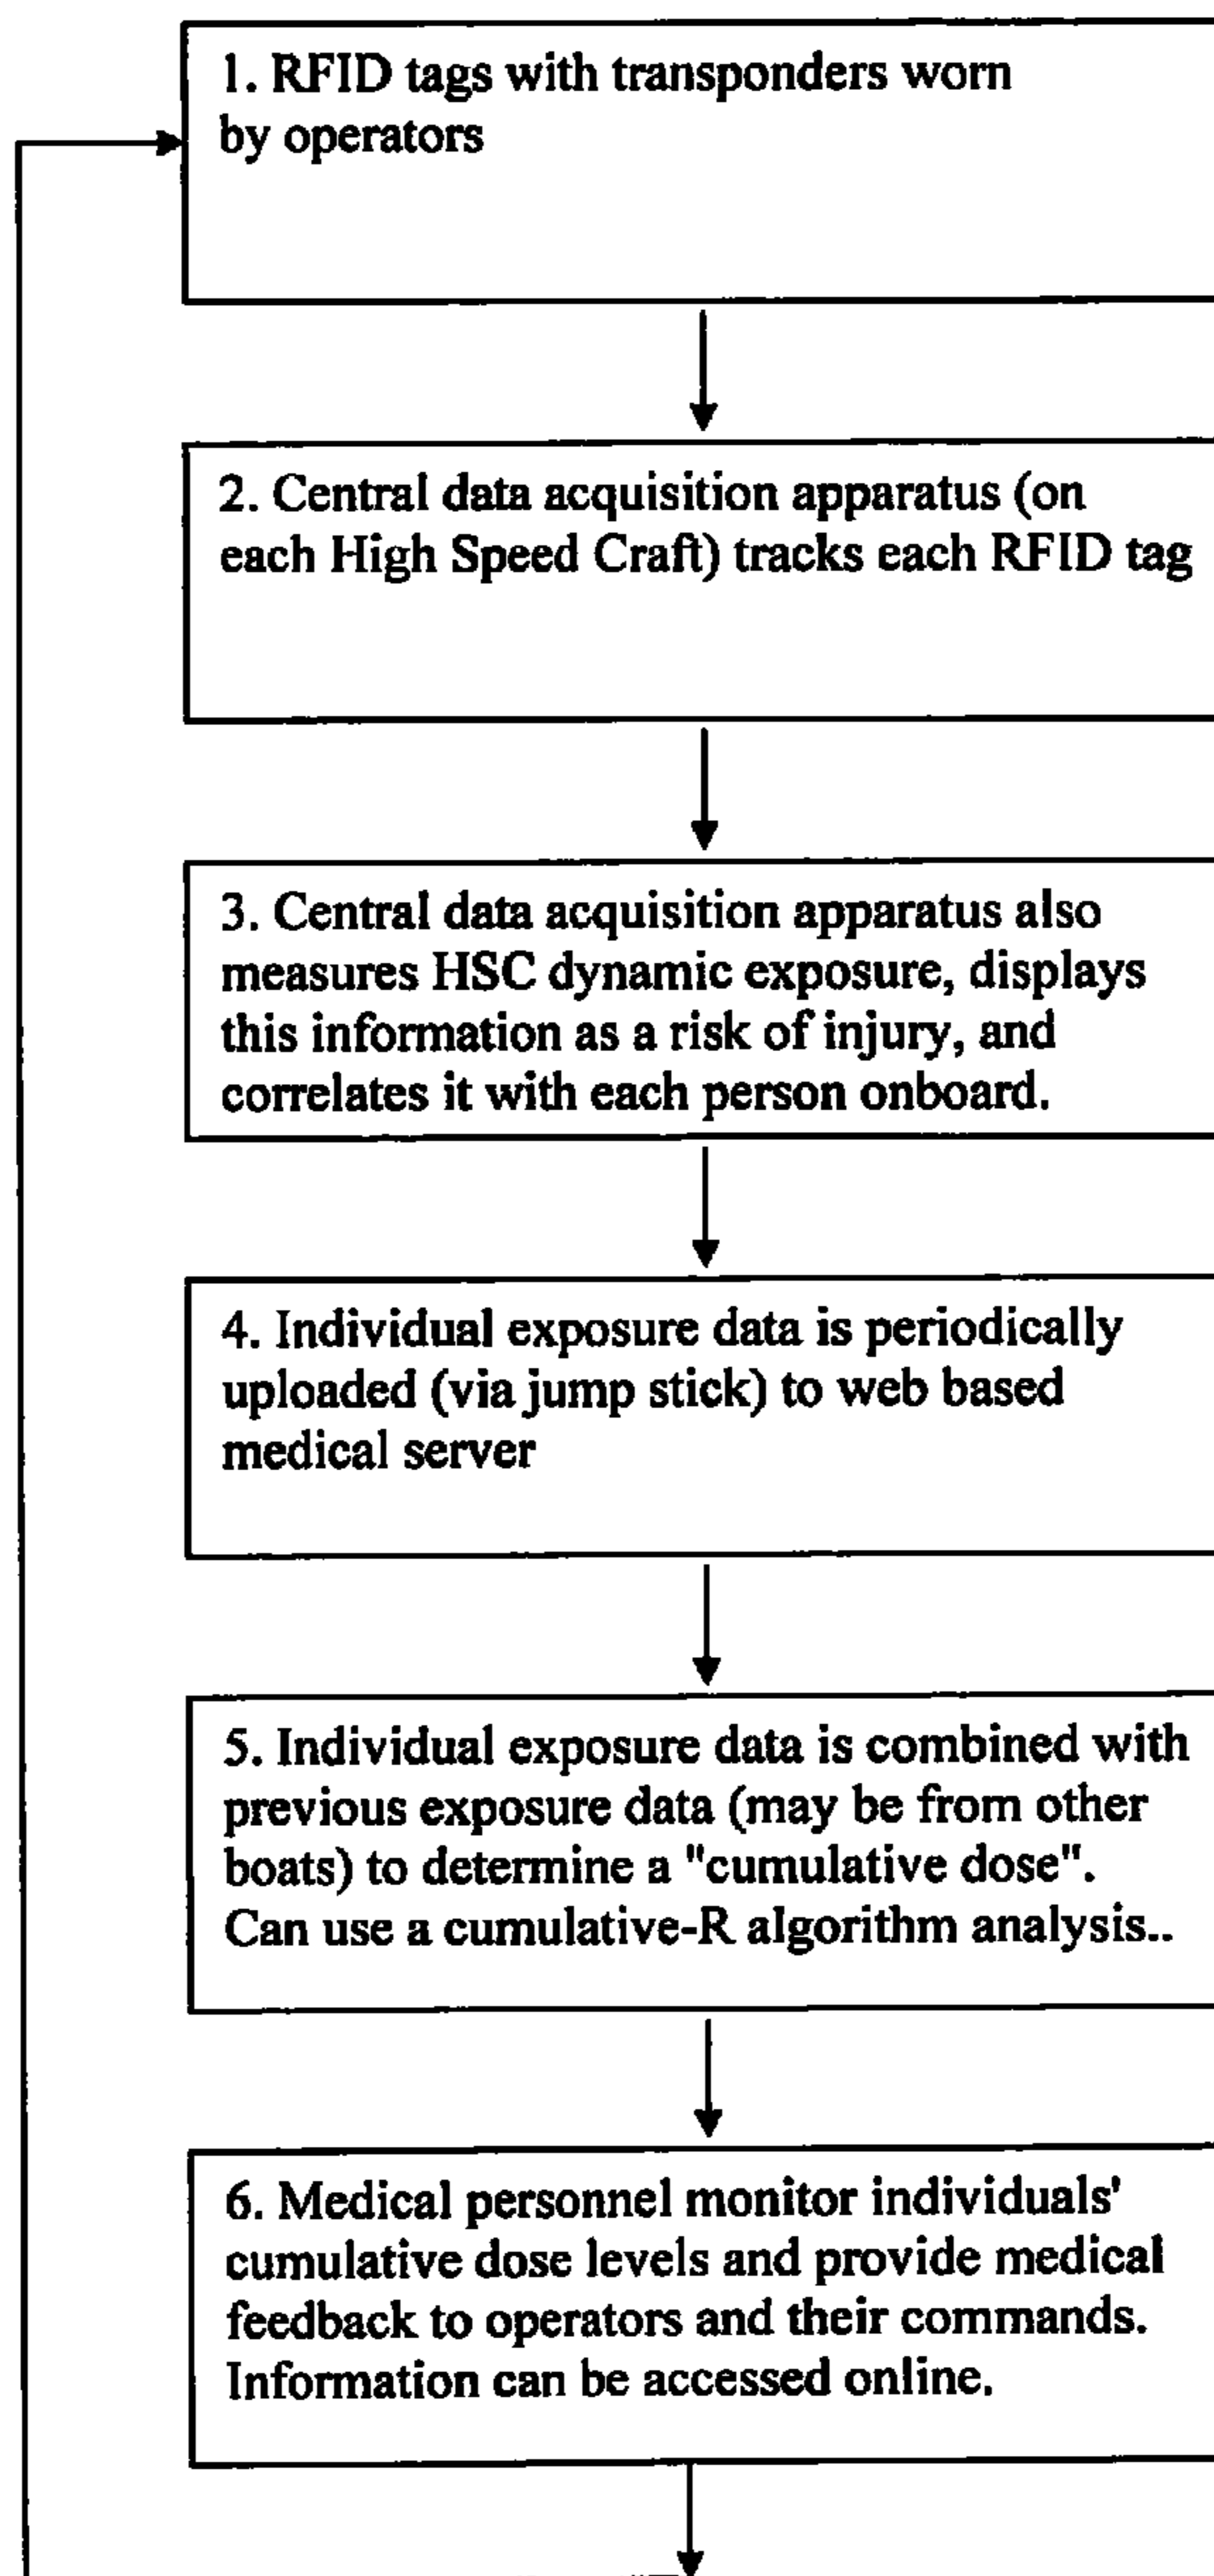 1. RFID tags with transponders worn
by operators
2. Central data acquisition apparatus (on
each High Speed Craft) tracks each RFID tag
3. Central data acquisition apparatus also
measures HSC dynamic exposure, displays
this information as a risk of injury, and
correlates it with each person onboard.
4. Individual exposure data is periodically
uploaded (via jump stick) to web based
medical server
5. Individual exposure data is combined with
previous exposure data (may be from other
boats) to determine a "cumulative dose".
Can use a cumulative-R algorithm analysis..
6. Medical personnel monitor individuals'
cumulative dose levels and provide medical
feedback to operators and their commands.
Information can be accessed online.